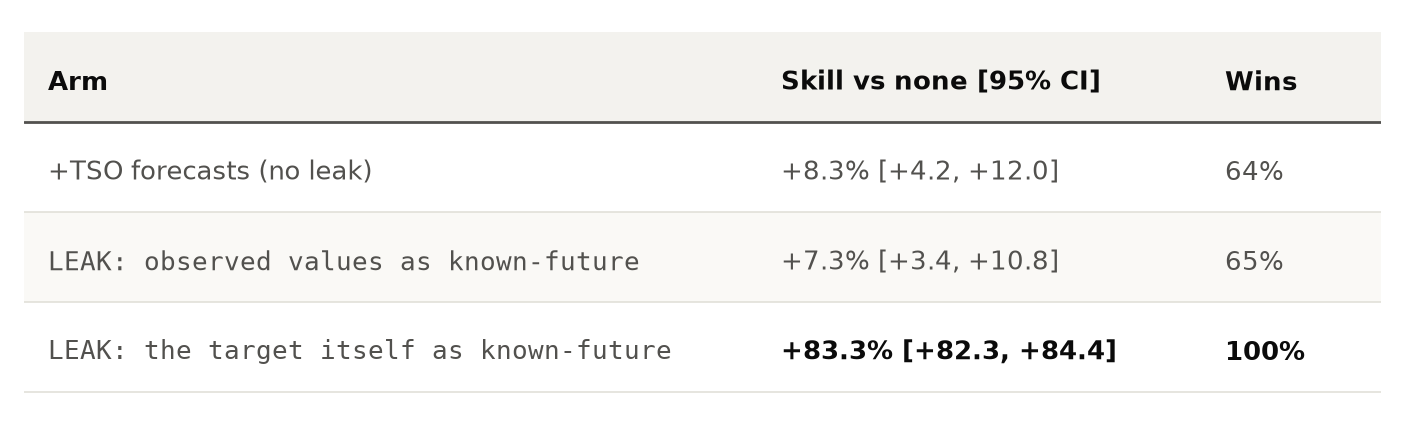 Arm Skill vs none [95% CI] Wins
+TSO forecasts (no leak) +8.3% [+4.2, +12.0] 64%
LEAK: observed values as known-future +7.3% [+3.4, +10.8] 65%
LEAK: the target itself as known-future +83.3% [+82.3, +84.4] 100%